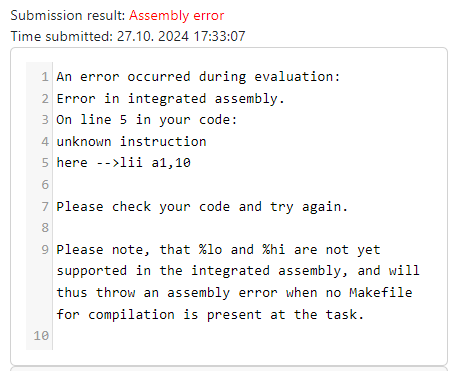 Submission result: Assembly error
Time submitted: 27.10. 2024 17:33:07
1 An error occurred during evaluation:
2 Error in integrated assembly.
3 On line 5 in your code:
4 unknown instruction
5 here -->lii a1,10
6
7 Please check your code and try again.
8
9 Please note, that %lo and %hi are not yet
supported in the integrated assembly, and will
thus throw an assembly error when no Makefile
for compilation is present at the task.
10